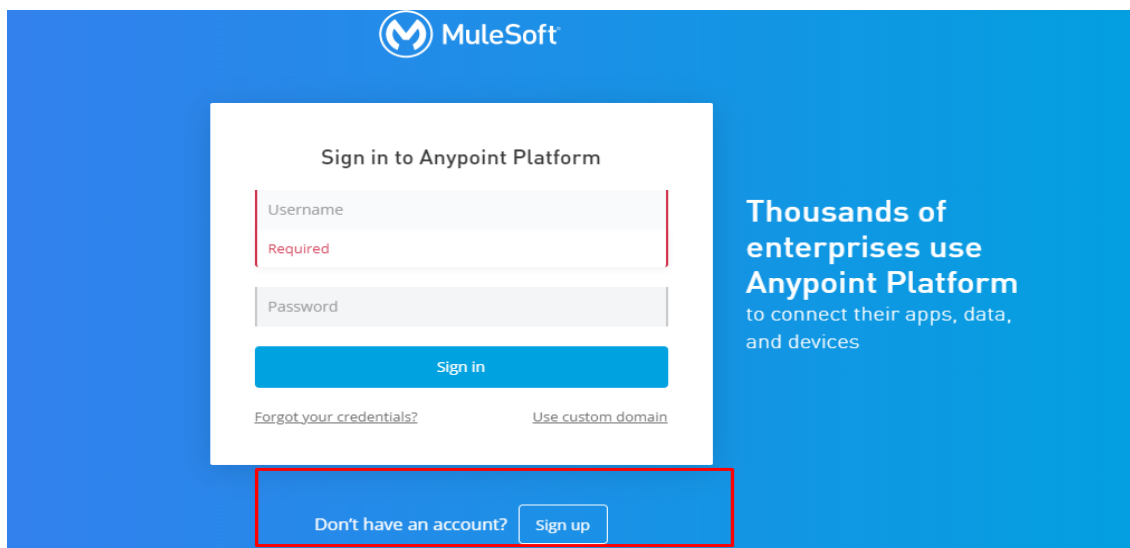 MuleSoft
Sign in to Anypoint Platform
Username
Required
Password
Sign in
Forgot your credentials? Use custom domain
Don't have an account? Sign up
Thousands of
enterprises use
Anypoint Platform
to connect their apps, data,
and devices